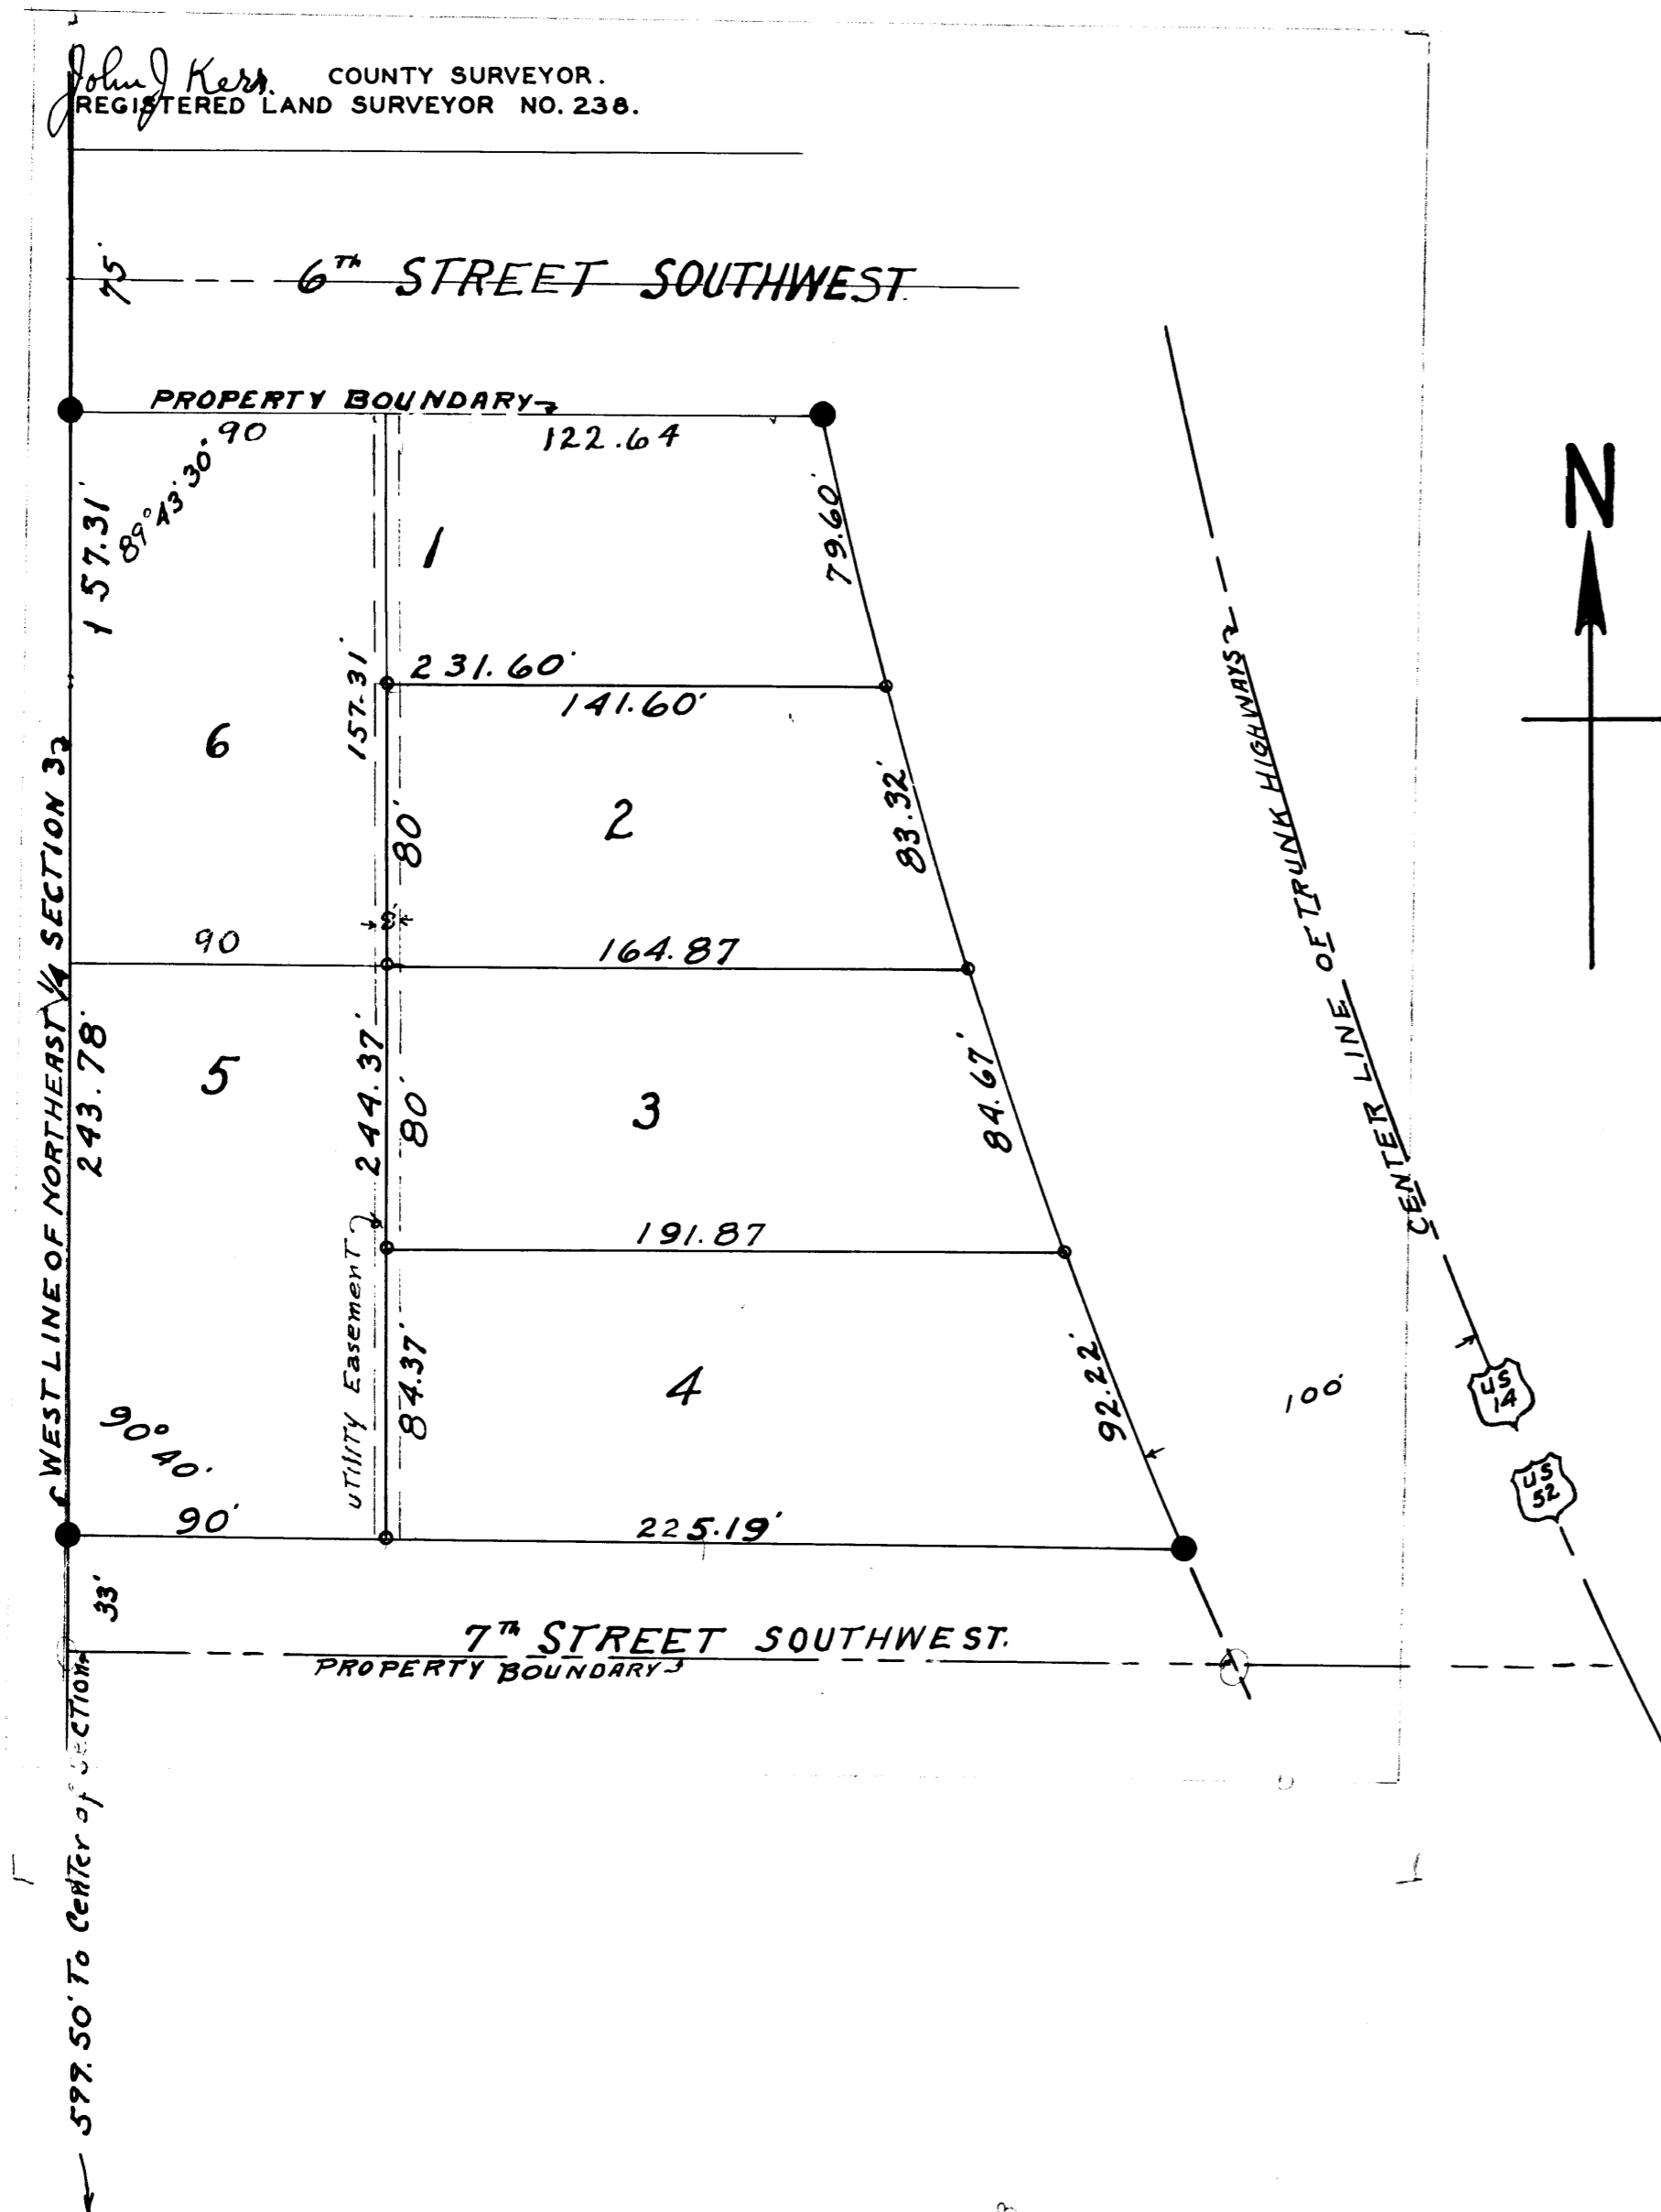 John J Kerr. COUNTY SURVEYOR.
REGISTERED LAND SURVEYOR NO. 238.
75'
6Th STREET SOUTHWEST.
PROPERTY BOUNDARY
90
122.64
89°43'30"
157.31'
79.60'
N
1
231.60'
141.60'
157.31'
6
80'
2
83.32'
8'
90
164.87
WEST LINE OF NORTHEAST 1/4 SECTION 3
243.78'
5
244.37'
80'
3
84.67'
CENTER LINE OF TRUNK HIGHWAYS
191.87
UTILITY Easement
84.37'
4
92.22'
100'
US 14
US 52
90°40'
90'
225.19'
33'
7Th STREET SOUTHWEST.
PROPERTY BOUNDARY
599.50' To Center of Section